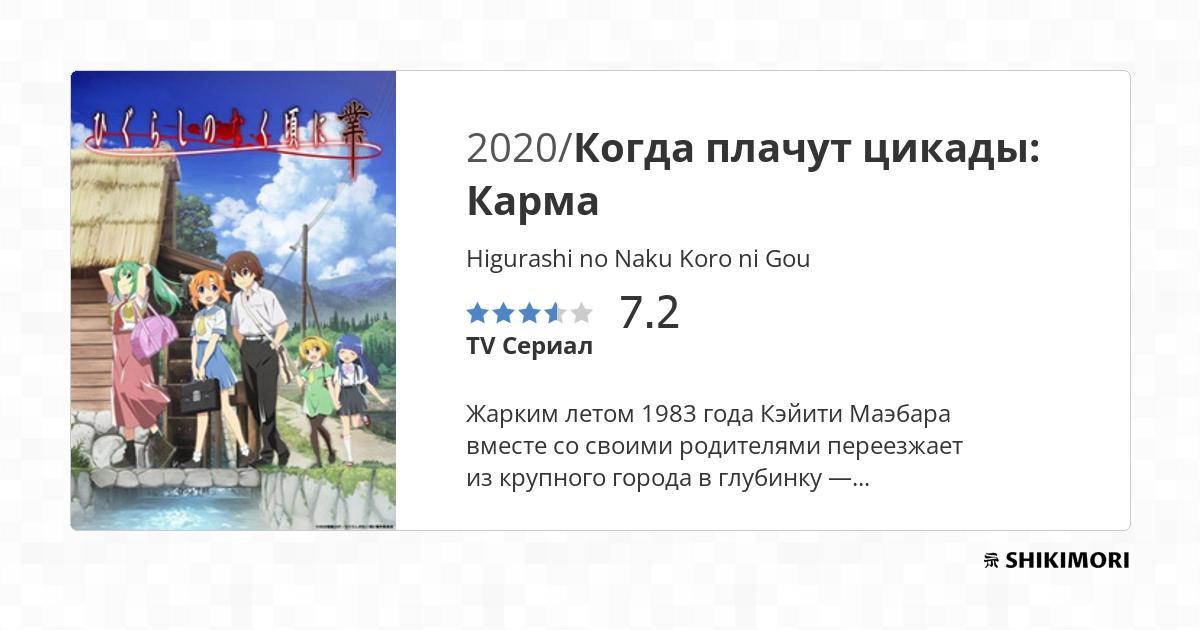 ひぐらしのなく頃に業
2020/Когда плачут цикады:
Карма
Higurashi no Naku Koro ni Gou
7.2
TV Сериал
Жарким летом 1983 года Кэйити Маэбара
вместе со своими родителями переезжает
из крупного города в глубинку —...
SHIKIMORI